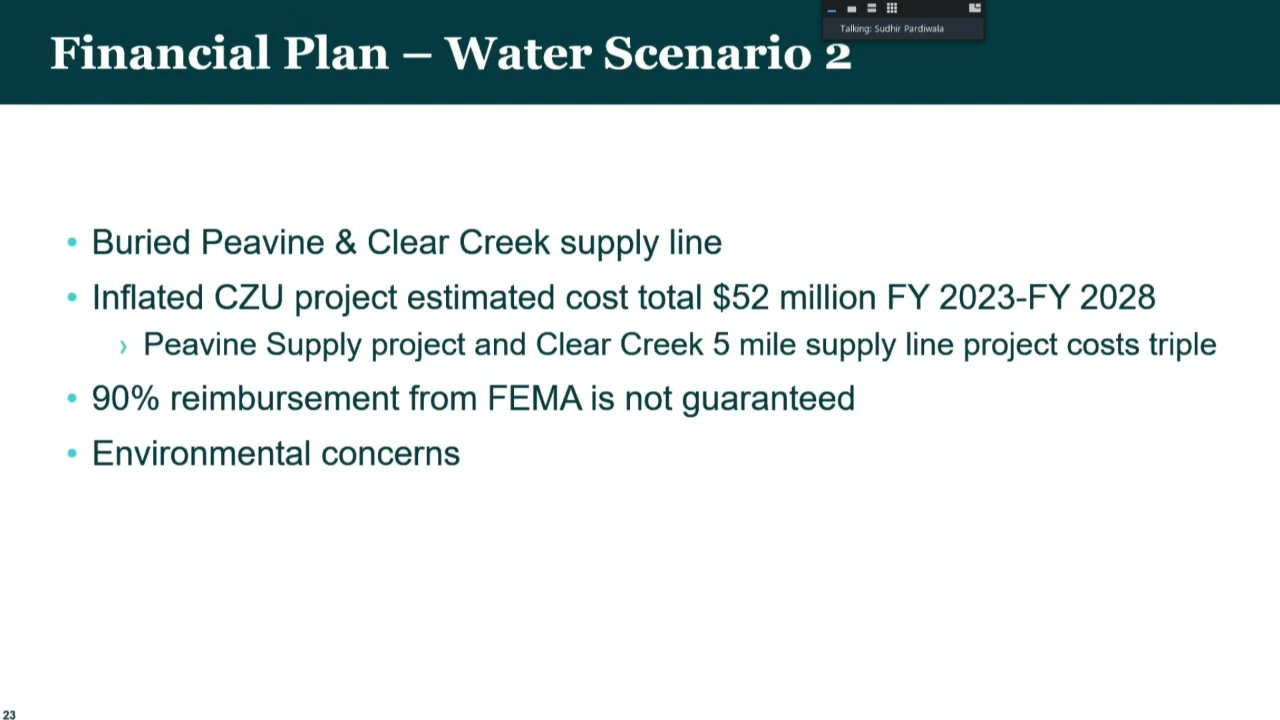 Talking: Sudhir Pardiwala
Financial Plan – Water Scenario 2
• Buried Peavine & Clear Creek supply line
• Inflated CZU project estimated cost total $52 million FY 2023-FY 2028
› Peavine Supply project and Clear Creek 5 mile supply line project costs triple
• 90% reimbursement from FEMA is not guaranteed
• Environmental concerns
23